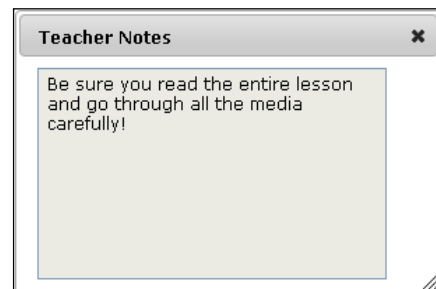 Teacher Notes
Be sure you read the entire lesson
and go through all the media
carefully!